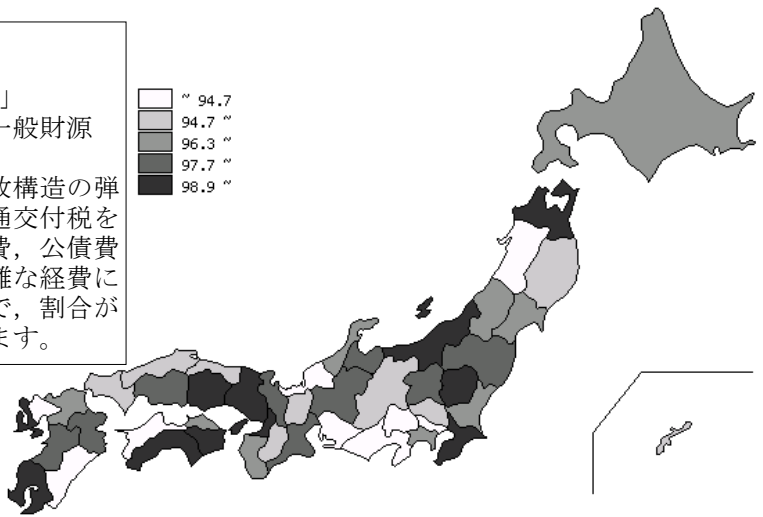 」
一般財源
政構造の弾
通交付税を
費，公債費
難な経費に
で，割合が
ます。
~ 94.7
94.7 ~
96.3 ~
97.7 ~
98.9 ~